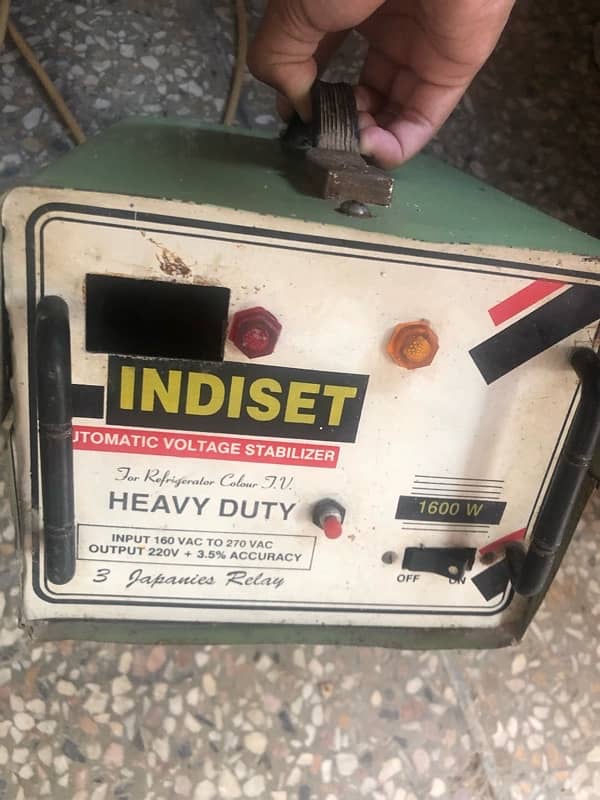 INDISET
UTOMATIC VOLTAGE STABILIZER
For Refrigerator Colour T.V.
HEAVY DUTY
1600 W
INPUT 160 VAC TO 270 VAC
OUTPUT 220V + 3.5% ACCURACY
3 Japanies Relay
OFF ON